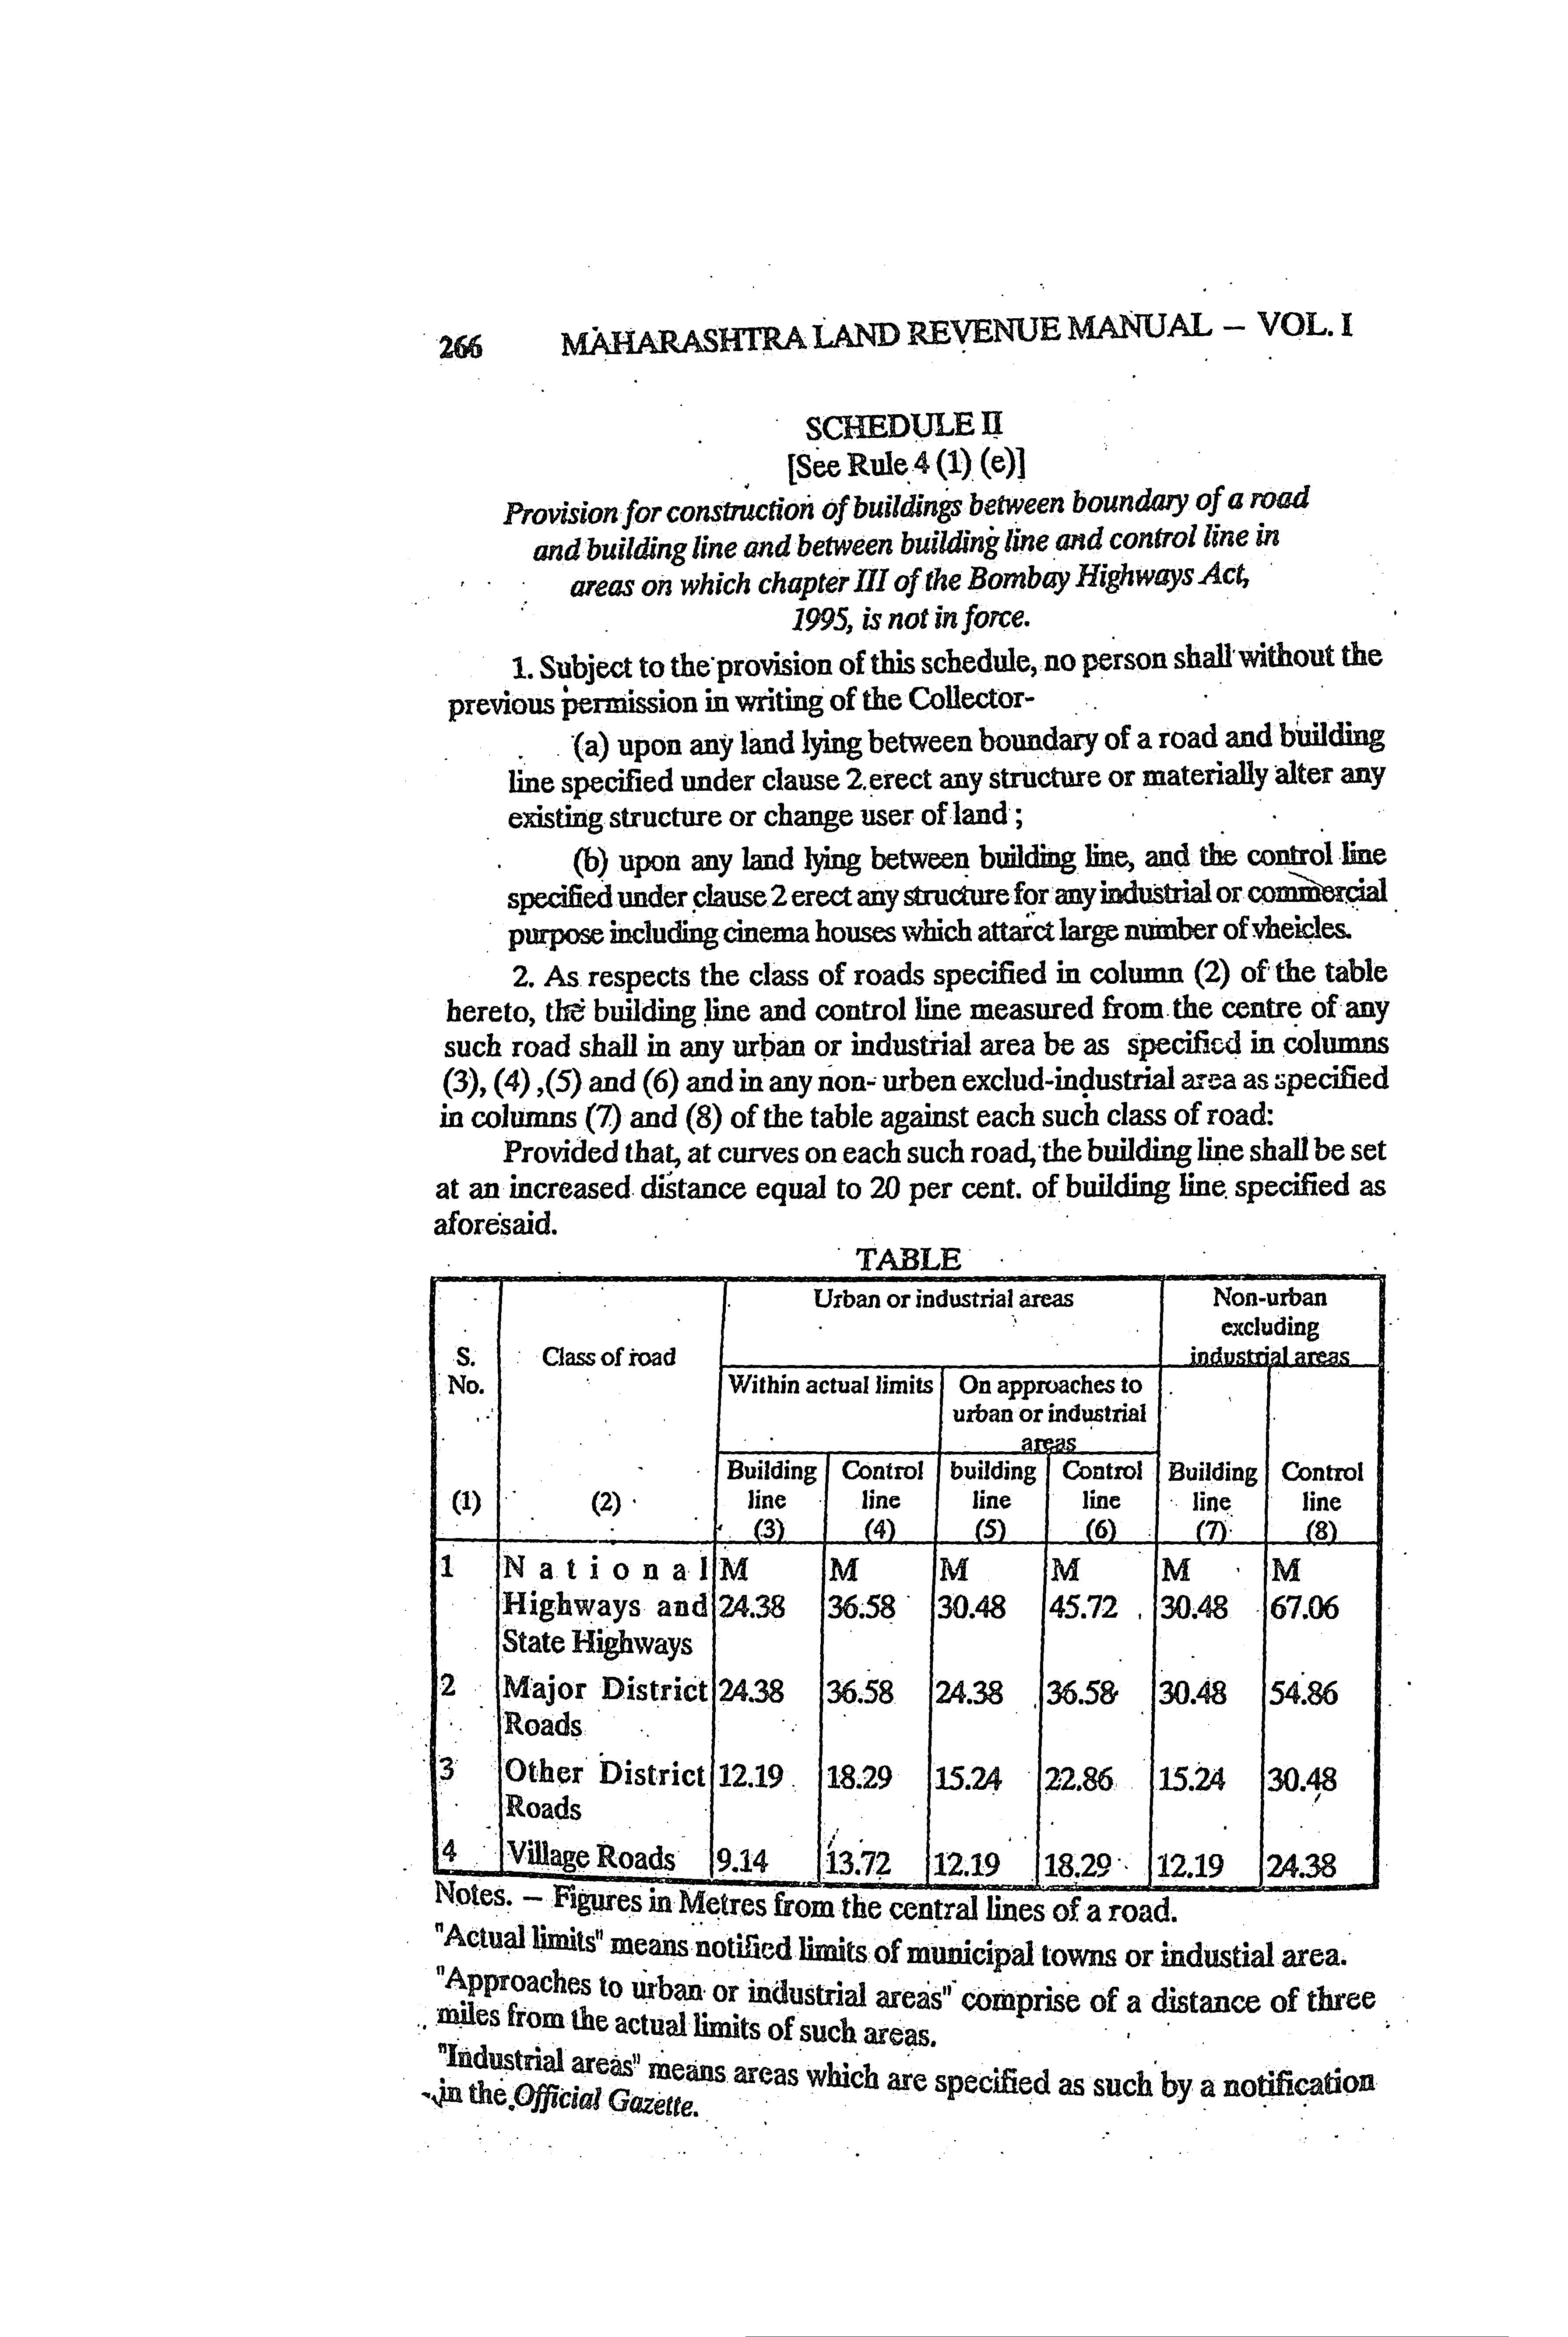 266 MAHARASHTRA LAND REVENUE MANUAL – VOL. I
SCHEDULE II
[See Rule 4 (1) (e)]
Provision for construction of buildings between boundary of a road
and building line and between building line and control line in
areas on which chapter III of the Bombay Highways Act,
1995, is not in force.
1. Subject to the provision of this schedule, no person shall without the
previous permission in writing of the Collector-
(a) upon any land lying between boundary of a road and building
line specified under clause 2 erect any structure or materially alter any
existing structure or change user of land ;
(b) upon any land lying between building line, and the control line
specified under clause 2 erect any structure for any industrial or commercial
purpose including cinema houses which attarct large number of vheicles.
2. As respects the class of roads specified in column (2) of the table
hereto, the building line and control line measured from the centre of any
such road shall in any urban or industrial area be as specified in columns
(3), (4) ,(5) and (6) and in any non- urben exclud-industrial area as specified
in columns (7) and (8) of the table against each such class of road:
Provided that, at curves on each such road, the building line shall be set
at an increased distance equal to 20 per cent. of building line specified as
aforesaid.
TABLE
Urban or industrial areas Non-urban
excluding
S. Class of road industrial areas
No. Within actual limits On approaches to
urban or industrial
areas
Building Control building Control Building Control
(1) (2) line line line line line line
(3) (4) (5) (6) (7) (8)
1 National M M M M M M
Highways and 24.38 36.58 30.48 45.72 30.48 67.06
State Highways
2 Major District 24.38 36.58 24.38 36.58 30.48 54.86
Roads
3 Other District 12.19 18.29 15.24 22.86 15.24 30.48
Roads
4 Village Roads 9.14 13.72 12.19 18.29 12.19 24.38
Notes. – Figures in Metres from the central lines of a road.
"Actual limits" means notified limits of municipal towns or industial area.
"Approaches to urban or industrial areas" comprise of a distance of three
miles from the actual limits of such areas.
"Industrial areas" means areas which are specified as such by a notification
in the Official Gazette.